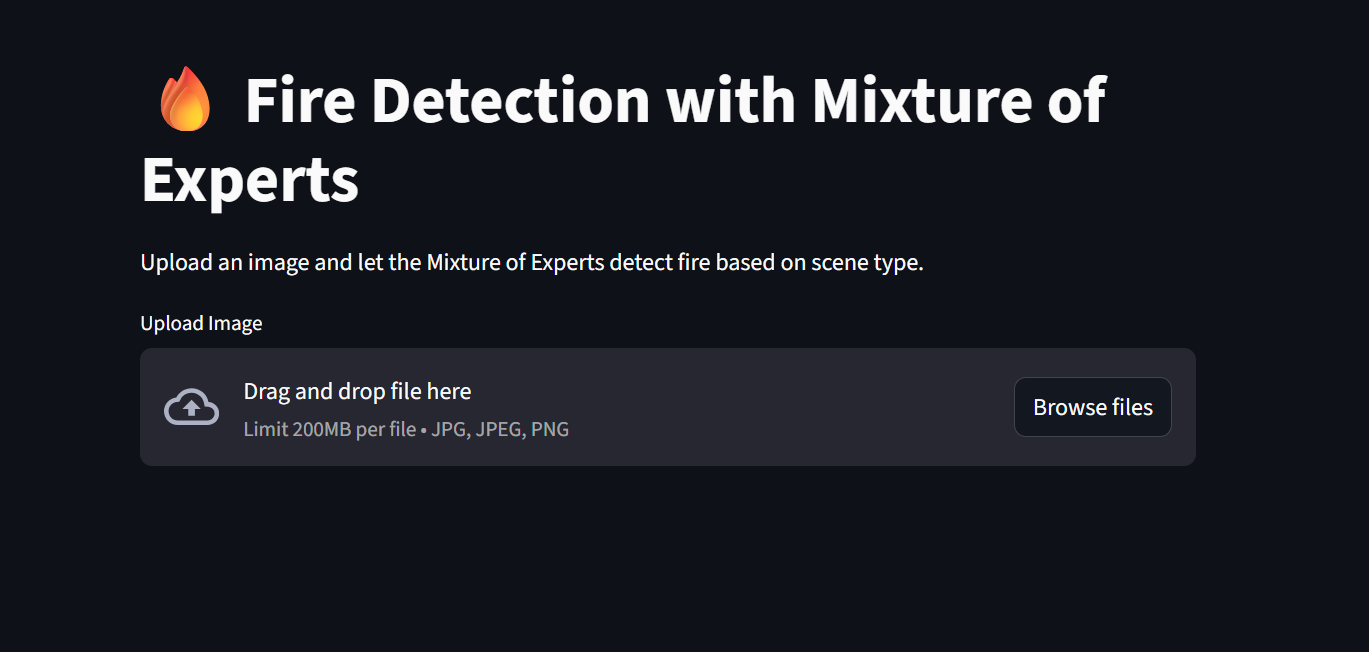 Fire Detection with Mixture of
Experts
Upload an image and let the Mixture of Experts detect fire based on scene type.
Upload Image
Drag and drop file here
Limit 200MB per file • JPG, JPEG, PNG
Browse files